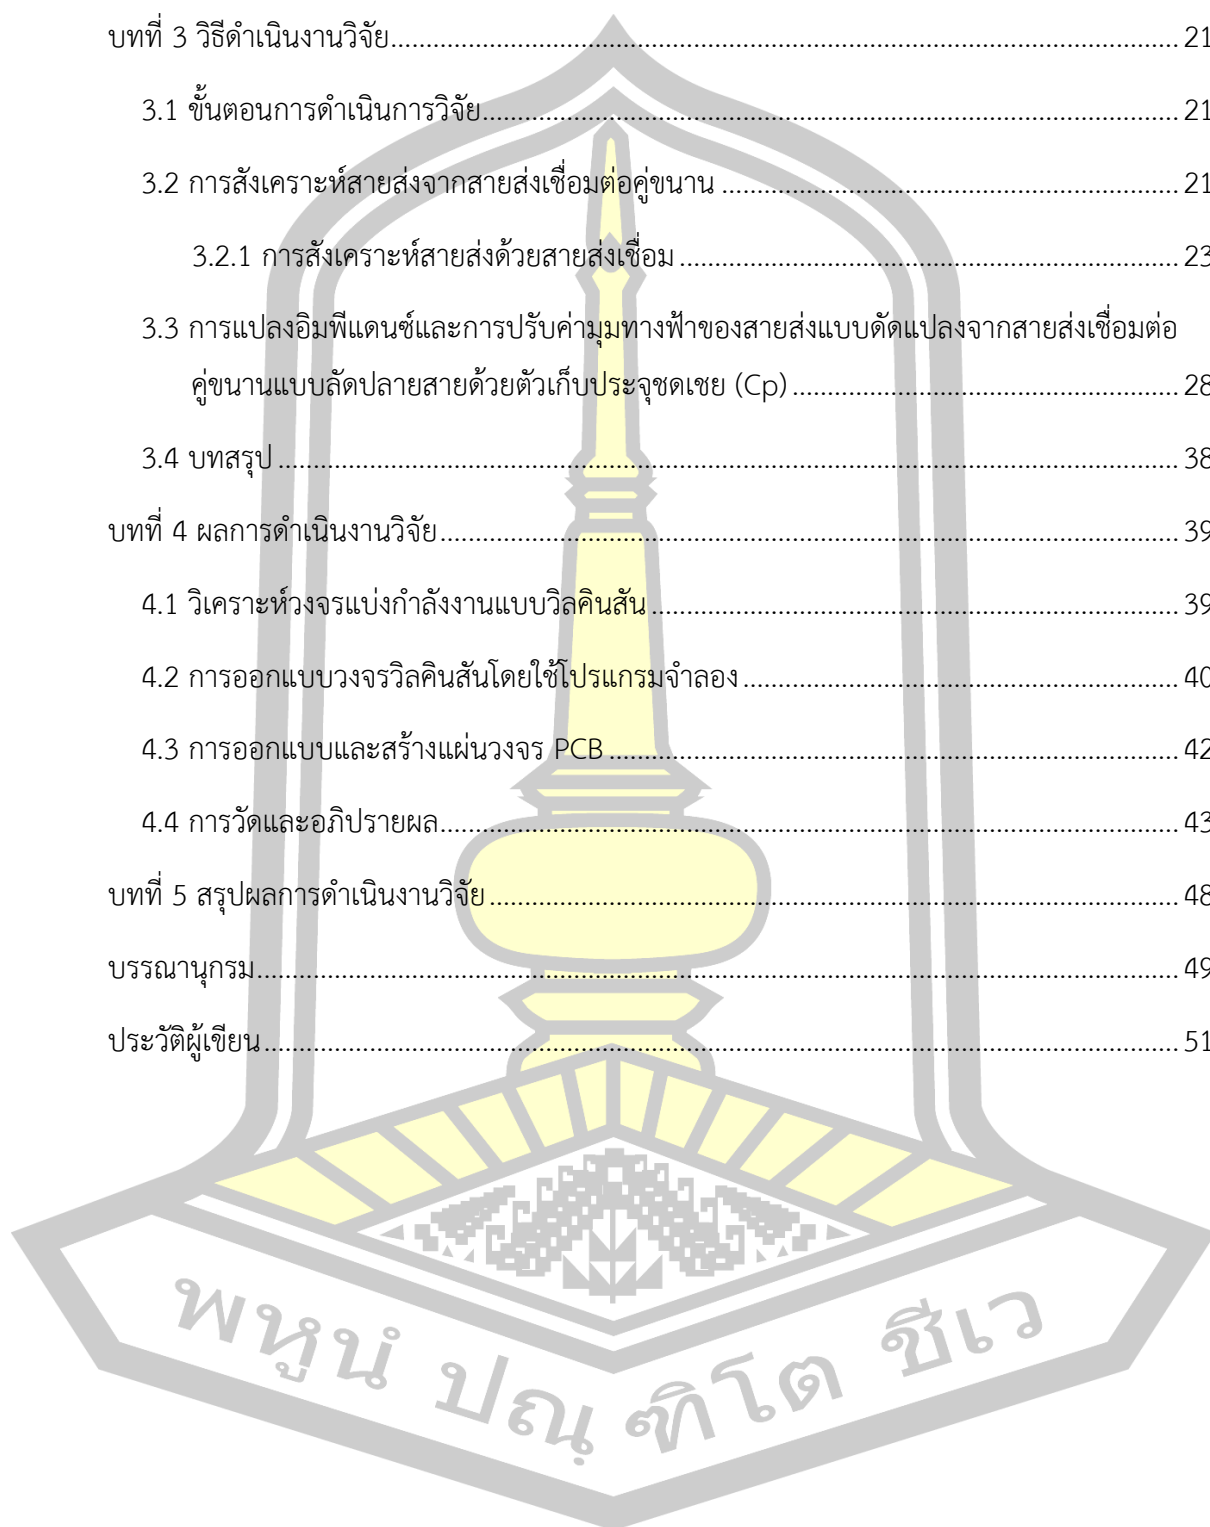 บทที่ 3 วิธีดำเนินงานวิจัย.......................................................................................................... 21
3.1 ขั้นตอนการดำเนินการวิจัย............................................................................................. 21
3.2 การสังเคราะห์สายส่งจากสายส่งเชื่อมต่อคู่ขนาน ............................................................. 21
3.2.1 การสังเคราะห์สายส่งด้วยสายส่งเชื่อม ................................................................... 23
3.3 การแปลงอิมพีแดนซ์และการปรับค่ามุมทางฟ้าของสายส่งแบบดัดแปลงจากสายส่งเชื่อมต่อ
คู่ขนานแบบลัดปลายสายด้วยตัวเก็บประจุชดเชย (Cp) .................................................... 28
3.4 บทสรุป ......................................................................................................................... 38
บทที่ 4 ผลการดำเนินงานวิจัย.................................................................................................... 39
4.1 วิเคราะห์วงจรแบ่งกำลังงานแบบวิลคินสัน ...................................................................... 39
4.2 การออกแบบวงจรวิลคินสันโดยใช้โปรแกรมจำลอง .......................................................... 40
4.3 การออกแบบและสร้างแผ่นวงจร PCB ............................................................................ 42
4.4 การวัดและอภิปรายผล................................................................................................... 43
บทที่ 5 สรุปผลการดำเนินงานวิจัย ............................................................................................. 48
บรรณานุกรม............................................................................................................................ 49
ประวัติผู้เขียน........................................................................................................................... 51
พหูนํ ปณฺฑิโต ชีเว